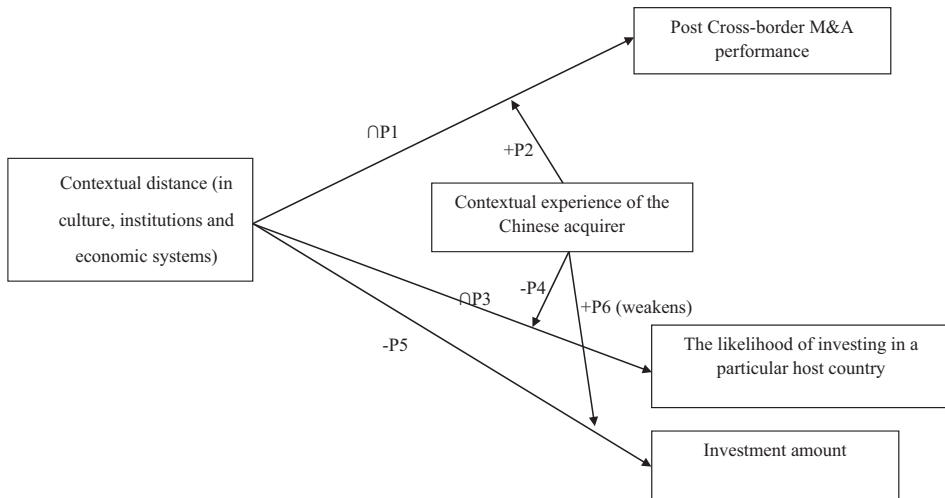 Post Cross-border M&A
performance
∩P1
+P2
Contextual distance (in
culture, institutions and
economic systems)
Contextual experience of the
Chinese acquirer
-P4
∩P3
+P6 (weakens)
-P5
The likelihood of investing in a
particular host country
Investment amount